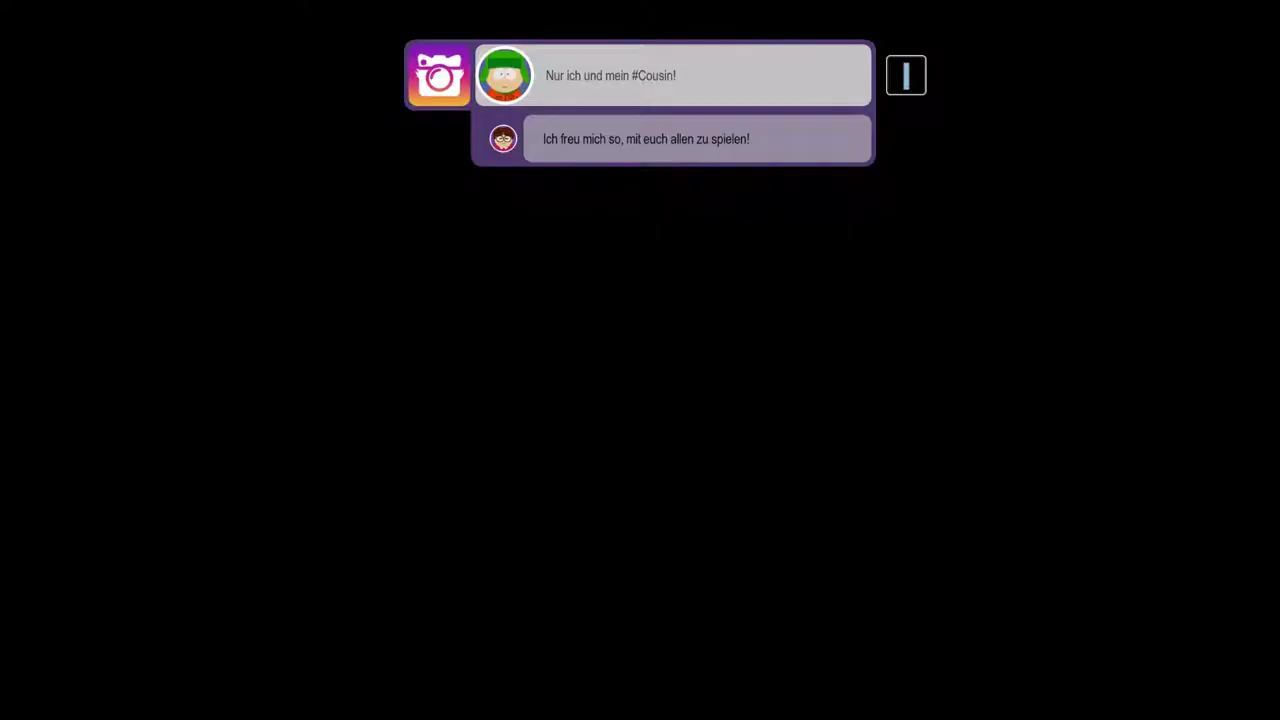 Nur ich und mein #Cousin!
I
Ich freu mich so, mit euch allen zu spielen!